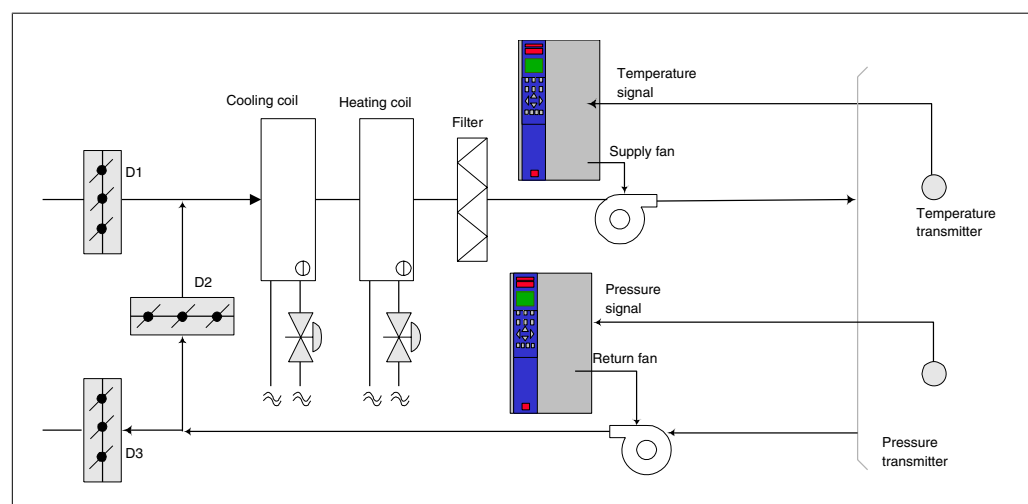 Temperature
signal
Cooling coil
Heating coil
Filter
D1
Supply fan
Temperature
transmitter
D2
Pressure
signal
Return fan
D3
Pressure
transmitter